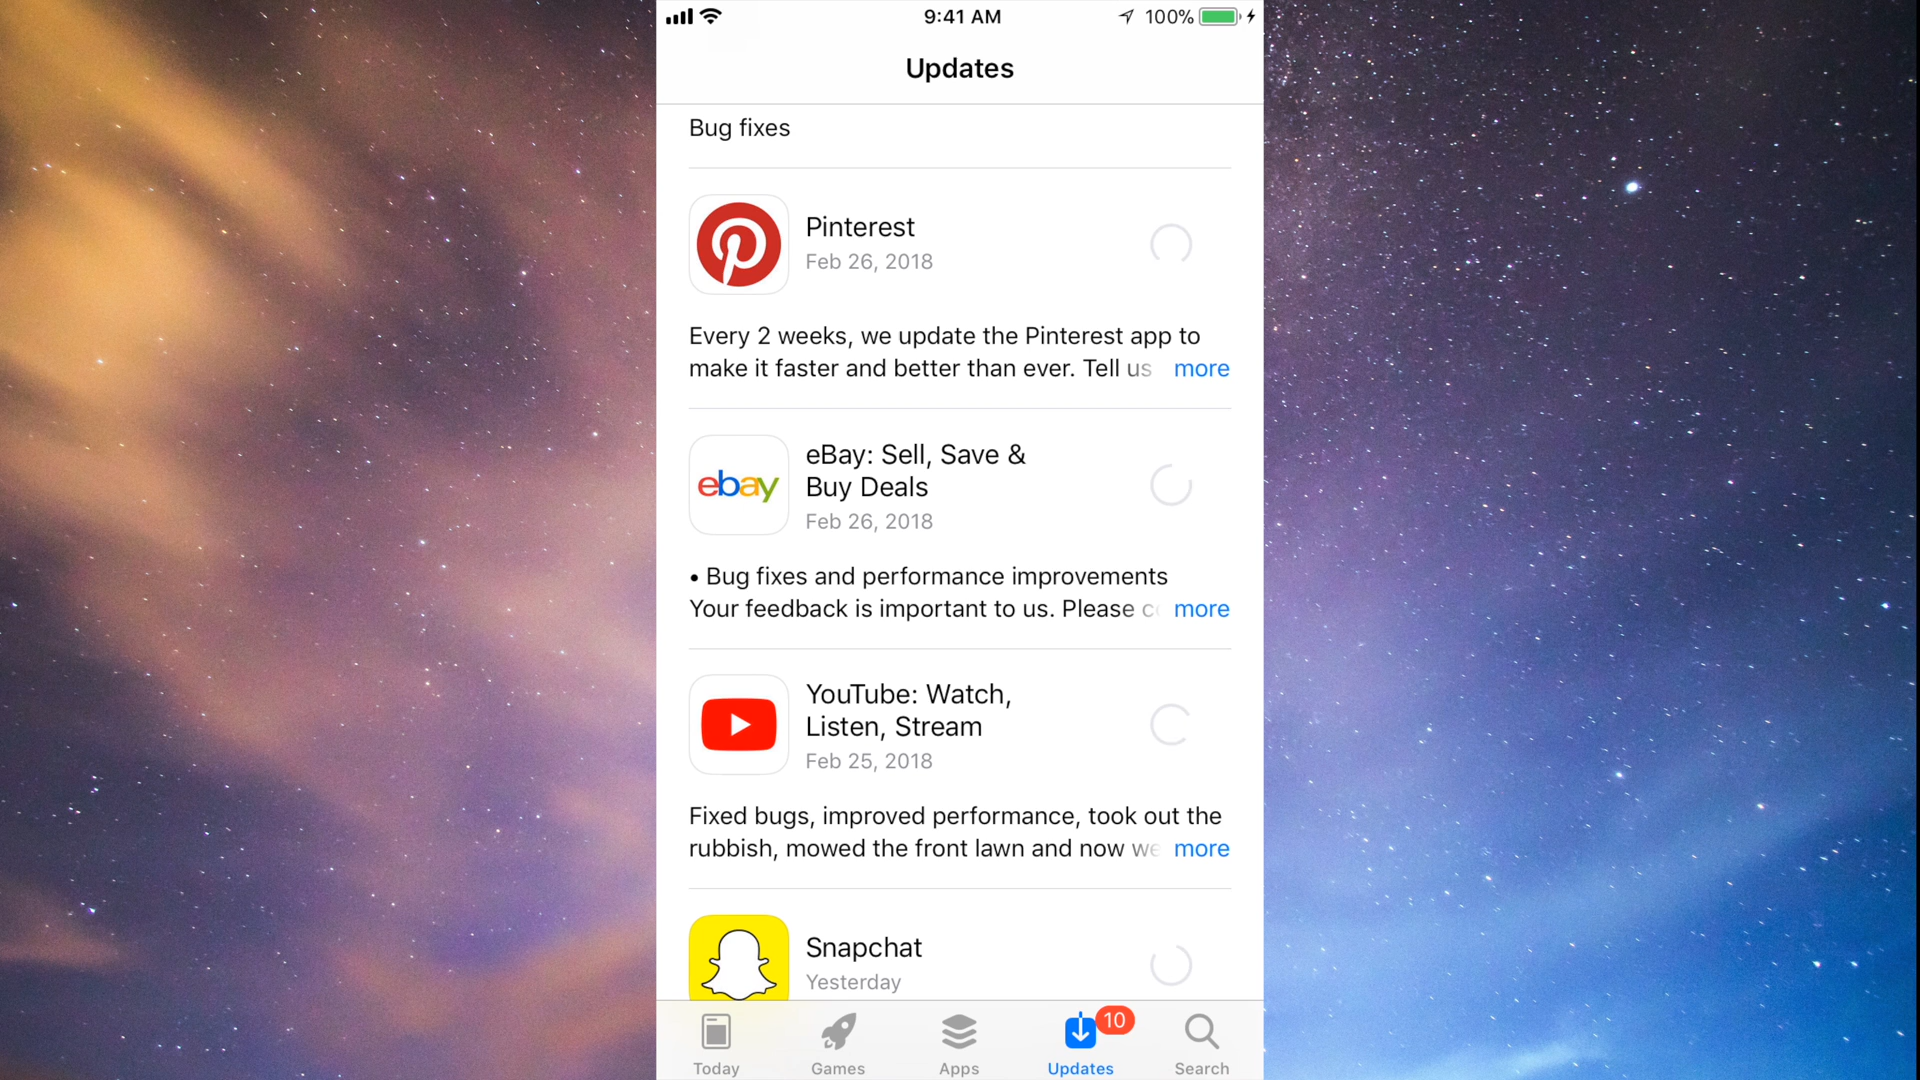 9:41 AM
100%
Updates
Bug fixes
Pinterest
Feb 26, 2018
Every 2 weeks, we update the Pinterest app to
make it faster and better than ever. Tell us more
ebay
eBay: Sell, Save &
Buy Deals
Feb 26, 2018
• Bug fixes and performance improvements
Your feedback is important to us. Please more
YouTube: Watch,
Listen, Stream
Feb 25, 2018
Fixed bugs, improved performance, took out the
rubbish, mowed the front lawn and now we more
Snapchat
Yesterday
10
Today
Games
Apps
Updates
Search